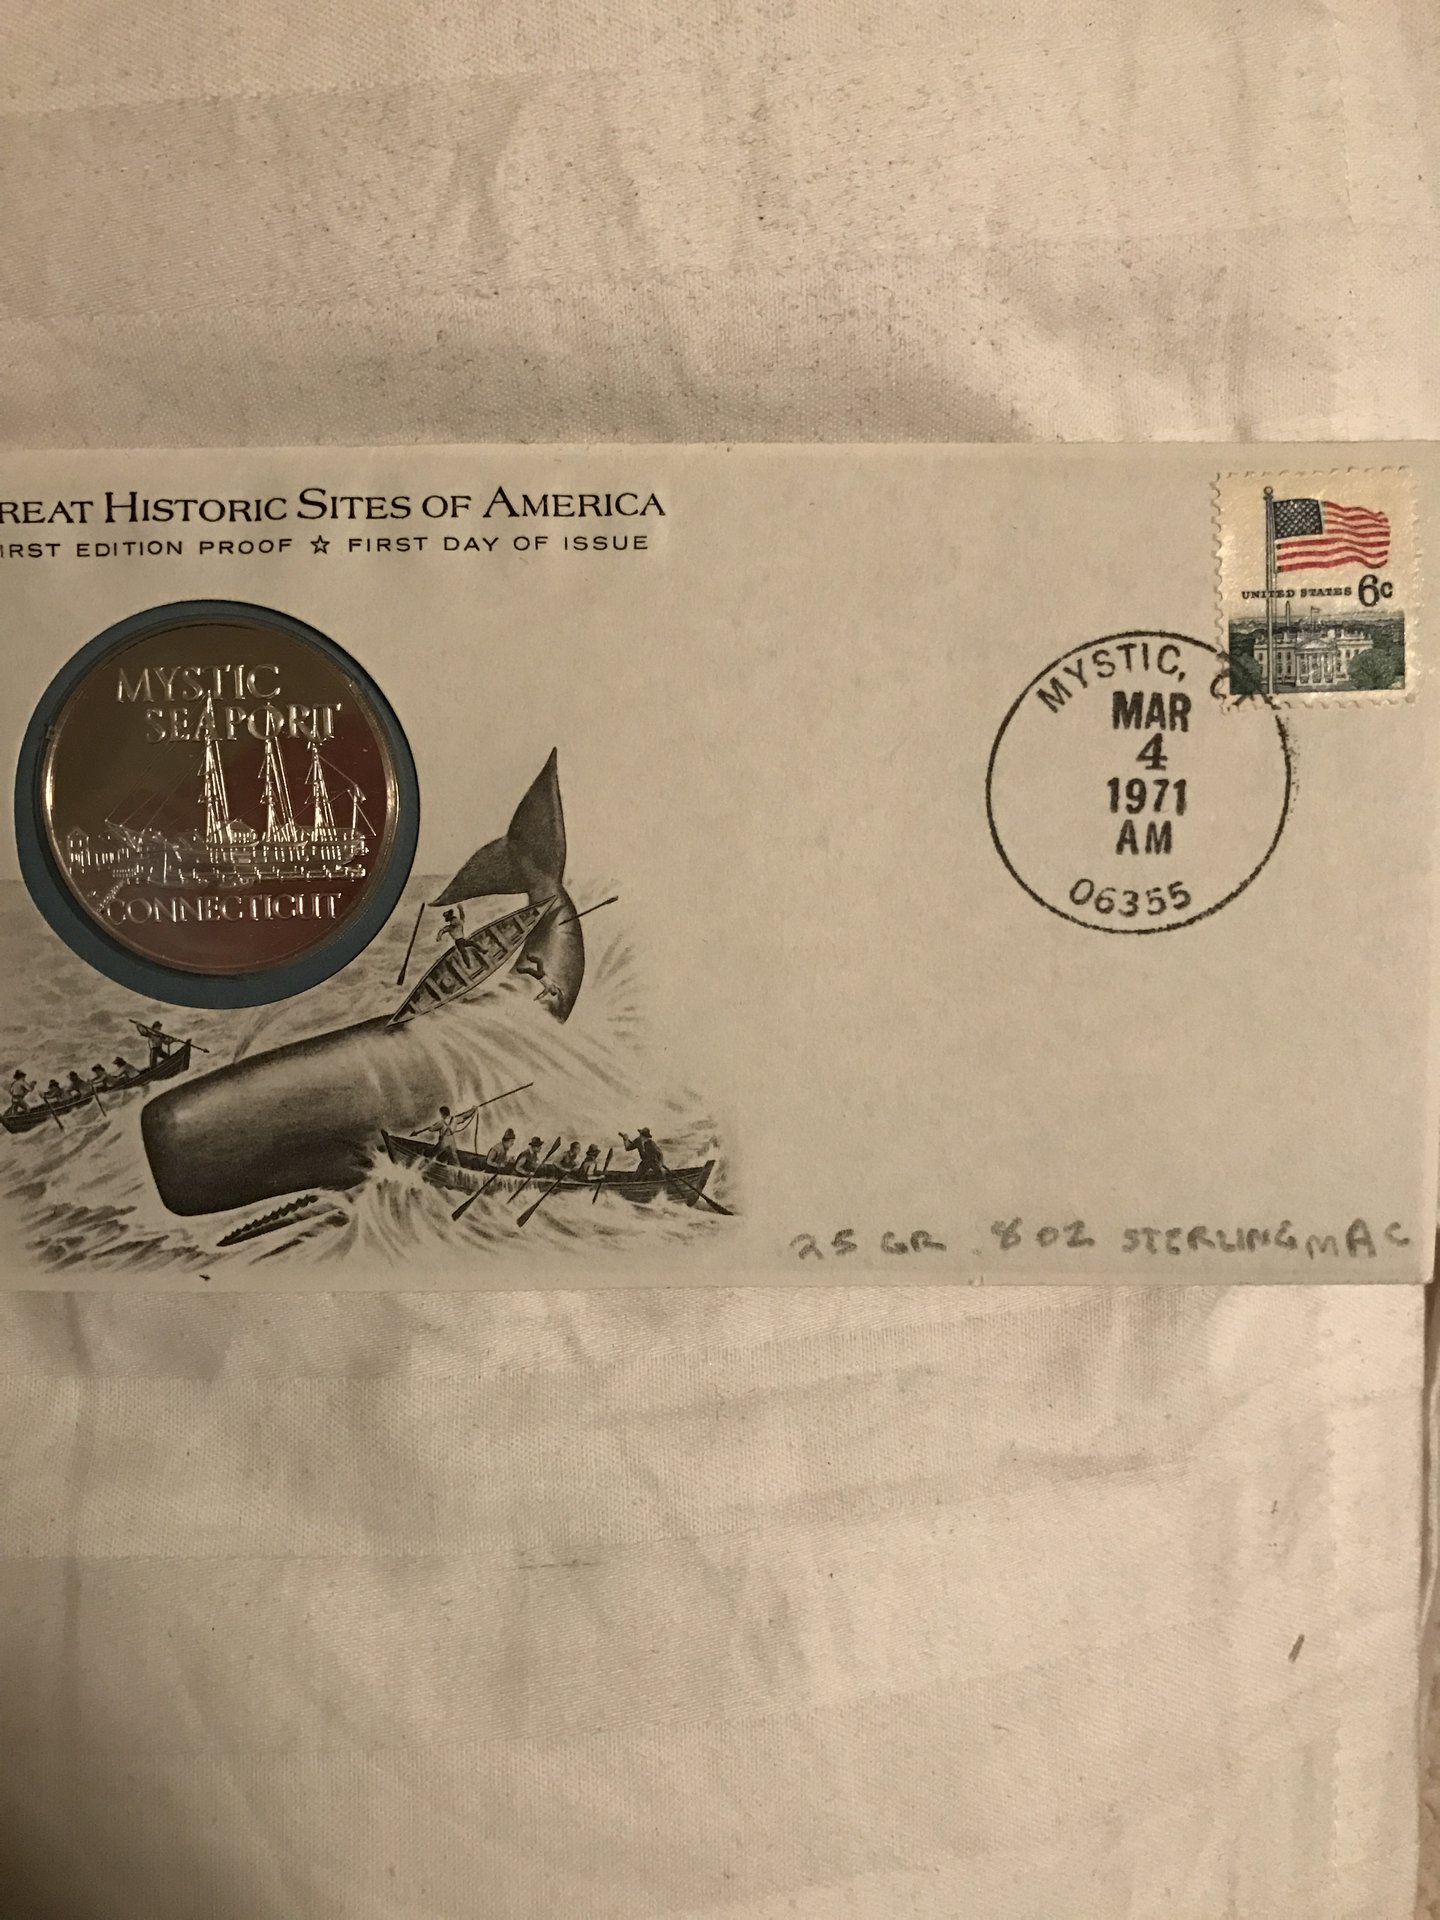 REAT HISTORIC SITES OF AMERICA
IRST EDITION PROOF ☆ FIRST DAY OF ISSUE
MYSTIC
SEAPORT
CONNECTICUT
UNITED STATES 6c
MYSTIC, C
MAR
4
1971
AM
06355
25 GR .8 OZ STERLING MAC